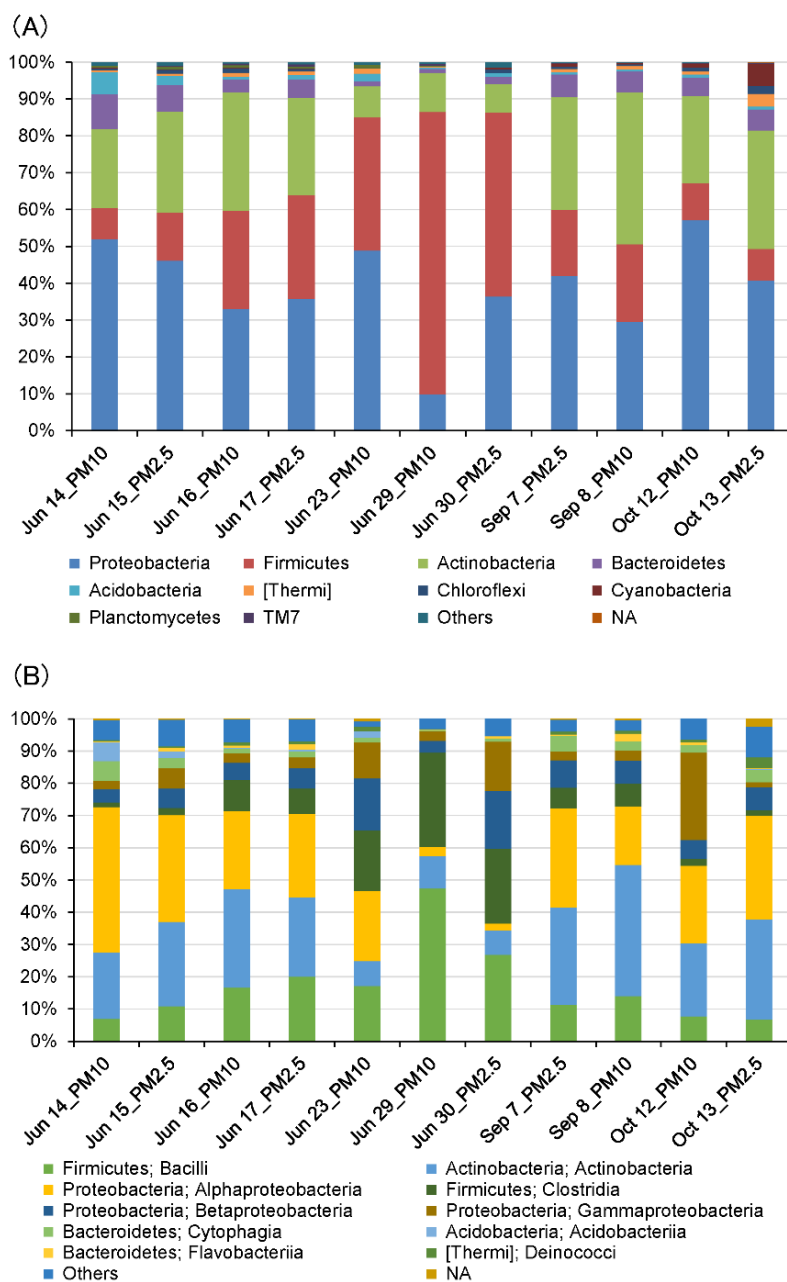 (A)
100%
90%
80%
70%
60%
50%
40%
30%
20%
10%
0%
Jun 14_PM10
Jun 15_PM2.5
Jun 16_PM10
Jun 17_PM2.5
Jun 23_PM10
Jun 29_PM10
Jun 30_PM2.5
Sep 7_PM2.5
Sep 8_PM10
Oct 12_PM10
Oct 13_PM2.5
Proteobacteria Firmicutes Actinobacteria Bacteroidetes
Acidobacteria [Thermi] Chloroflexi Cyanobacteria
Planctomycetes TM7 Others NA
(B)
100%
90%
80%
70%
60%
50%
40%
30%
20%
10%
0%
Jun 14_PM10
Jun 15_PM2.5
Jun 16_PM10
Jun 17_PM2.5
Jun 23_PM10
Jun 29_PM10
Jun 30_PM2.5
Sep 7_PM2.5
Sep 8_PM10
Oct 12_PM10
Oct 13_PM2.5
Firmicutes; Bacilli Actinobacteria; Actinobacteria
Proteobacteria; Alphaproteobacteria Firmicutes; Clostridia
Proteobacteria; Betaproteobacteria Proteobacteria; Gammaproteobacteria
Bacteroidetes; Cytophagia Acidobacteria; Acidobacteriia
Bacteroidetes; Flavobacteriia [Thermi]; Deinococci
Others NA